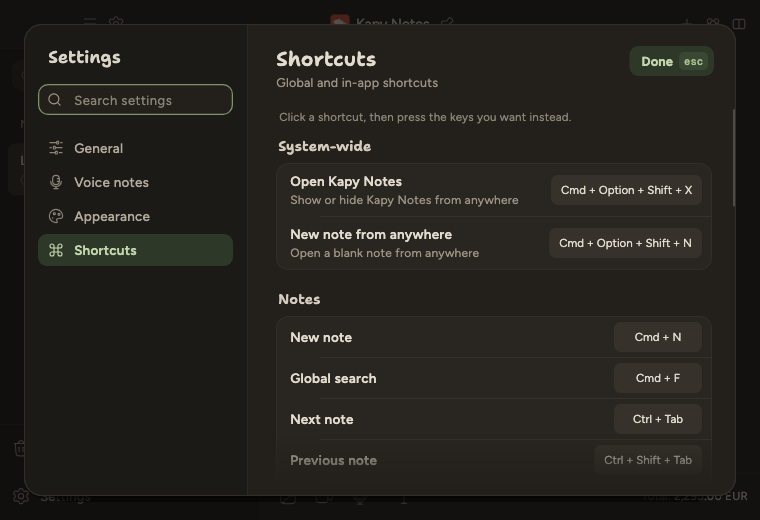 Kapy Notes
Settings
Search settings
General
Voice notes
Appearance
Shortcuts
Shortcuts
Global and in-app shortcuts
Done esc
Click a shortcut, then press the keys you want instead.
System-wide
Open Kapy Notes
Show or hide Kapy Notes from anywhere
Cmd + Option + Shift + X
New note from anywhere
Open a blank note from anywhere
Cmd + Option + Shift + N
Notes
New note
Cmd + N
Global search
Cmd + F
Next note
Ctrl + Tab
Previous note
Ctrl + Shift + Tab
Settings
EUR